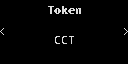 Token
< CCT >